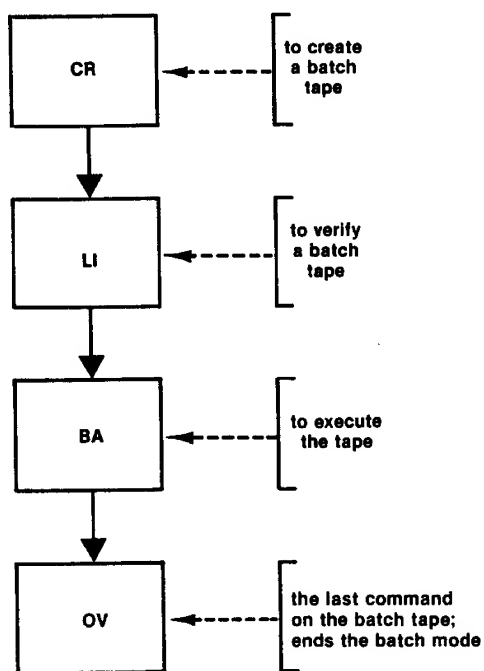 CR
to create
a batch
tape
LI
to verify
a batch
tape
BA
to execute
the tape
OV
the last command
on the batch tape;
ends the batch mode